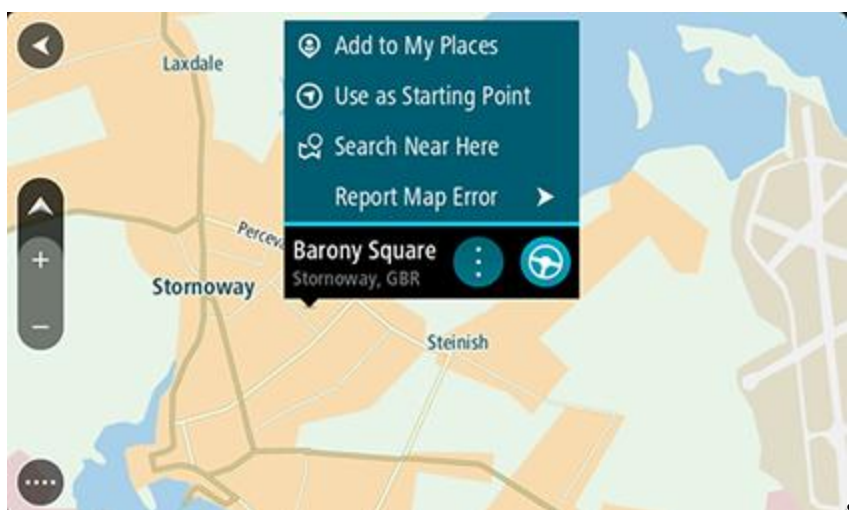 Laxdale
Add to My Places
Use as Starting Point
Search Near Here
Report Map Error
Perceva
Barony Square
Stornoway, GBR
Stornoway
Steinish